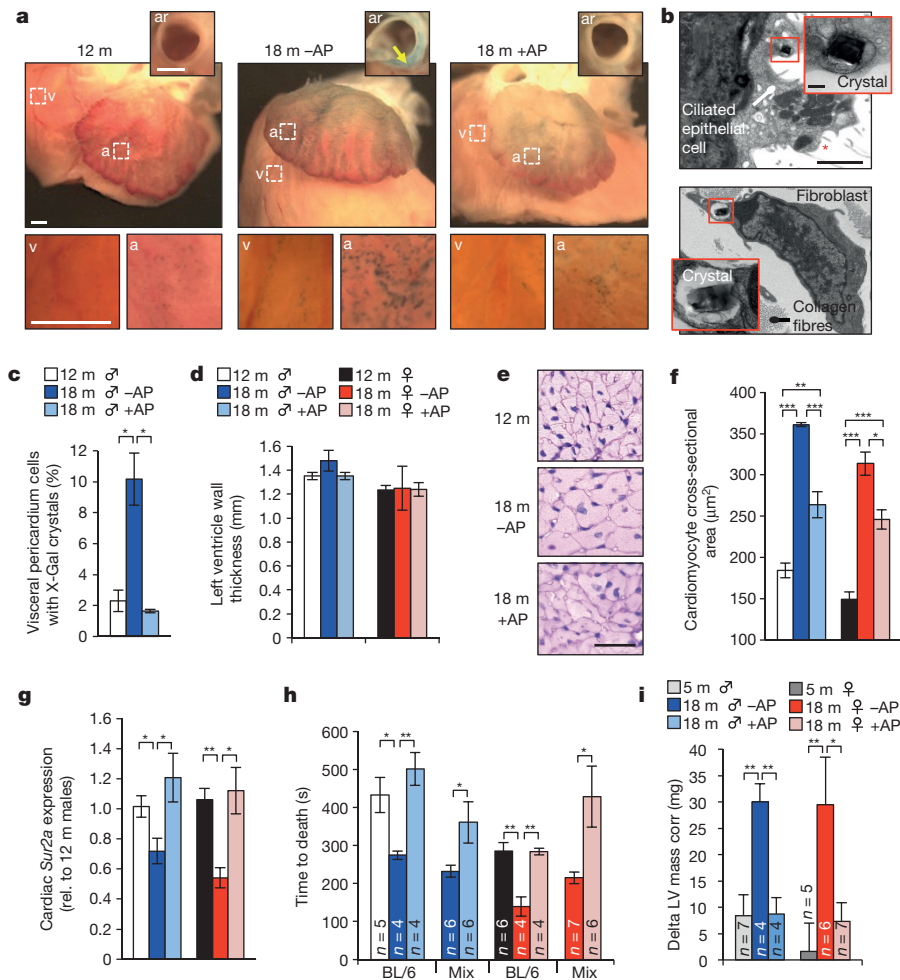 a
12 m
ar
v
a
v
a
18 m –AP
ar
a
v
v
a
18 m +AP
ar
v
a
v
a
b
Ciliated
epithelial
cell
Crystal
*
Fibroblast
Crystal
Collagen
fibres
c
12 m ♂
18 m ♂ –AP
18 m ♂ +AP
Visceral pericardium cells
with X-Gal crystals (%)
12
10
8
6
4
2
0
* *
d
12 m ♂
18 m ♂ –AP
18 m ♂ +AP
12 m ♀
18 m ♀ –AP
18 m ♀ +AP
Left ventricle wall
thickness (mm)
1.6
1.4
1.2
1.0
0.8
0.6
0.4
0.2
0
e
12 m
18 m
–AP
18 m
+AP
f
Cardiomyocyte cross-sectional
area (μm²)
400
350
300
250
200
150
100
**
*** ***
***
*** *
g
Cardiac Sur2a expression
(rel. to 12 m males)
1.6
1.4
1.2
1.0
0.8
0.6
0.4
0.2
0
* *
** *
h
Time to death (s)
700
600
500
400
300
200
100
0
* **
*
** **
*
n = 5
n = 4
n = 4
n = 6
n = 6
n = 6
n = 4
n = 4
n = 7
n = 6
BL/6
Mix
BL/6
Mix
i
5 m ♂
18 m ♂ –AP
18 m ♂ +AP
5 m ♀
18 m ♀ –AP
18 m ♀ +AP
Delta LV mass corr (mg)
40
35
30
25
20
15
10
5
0
** **
** *
n = 7
n = 4
n = 4
n = 5
n = 6
n = 7